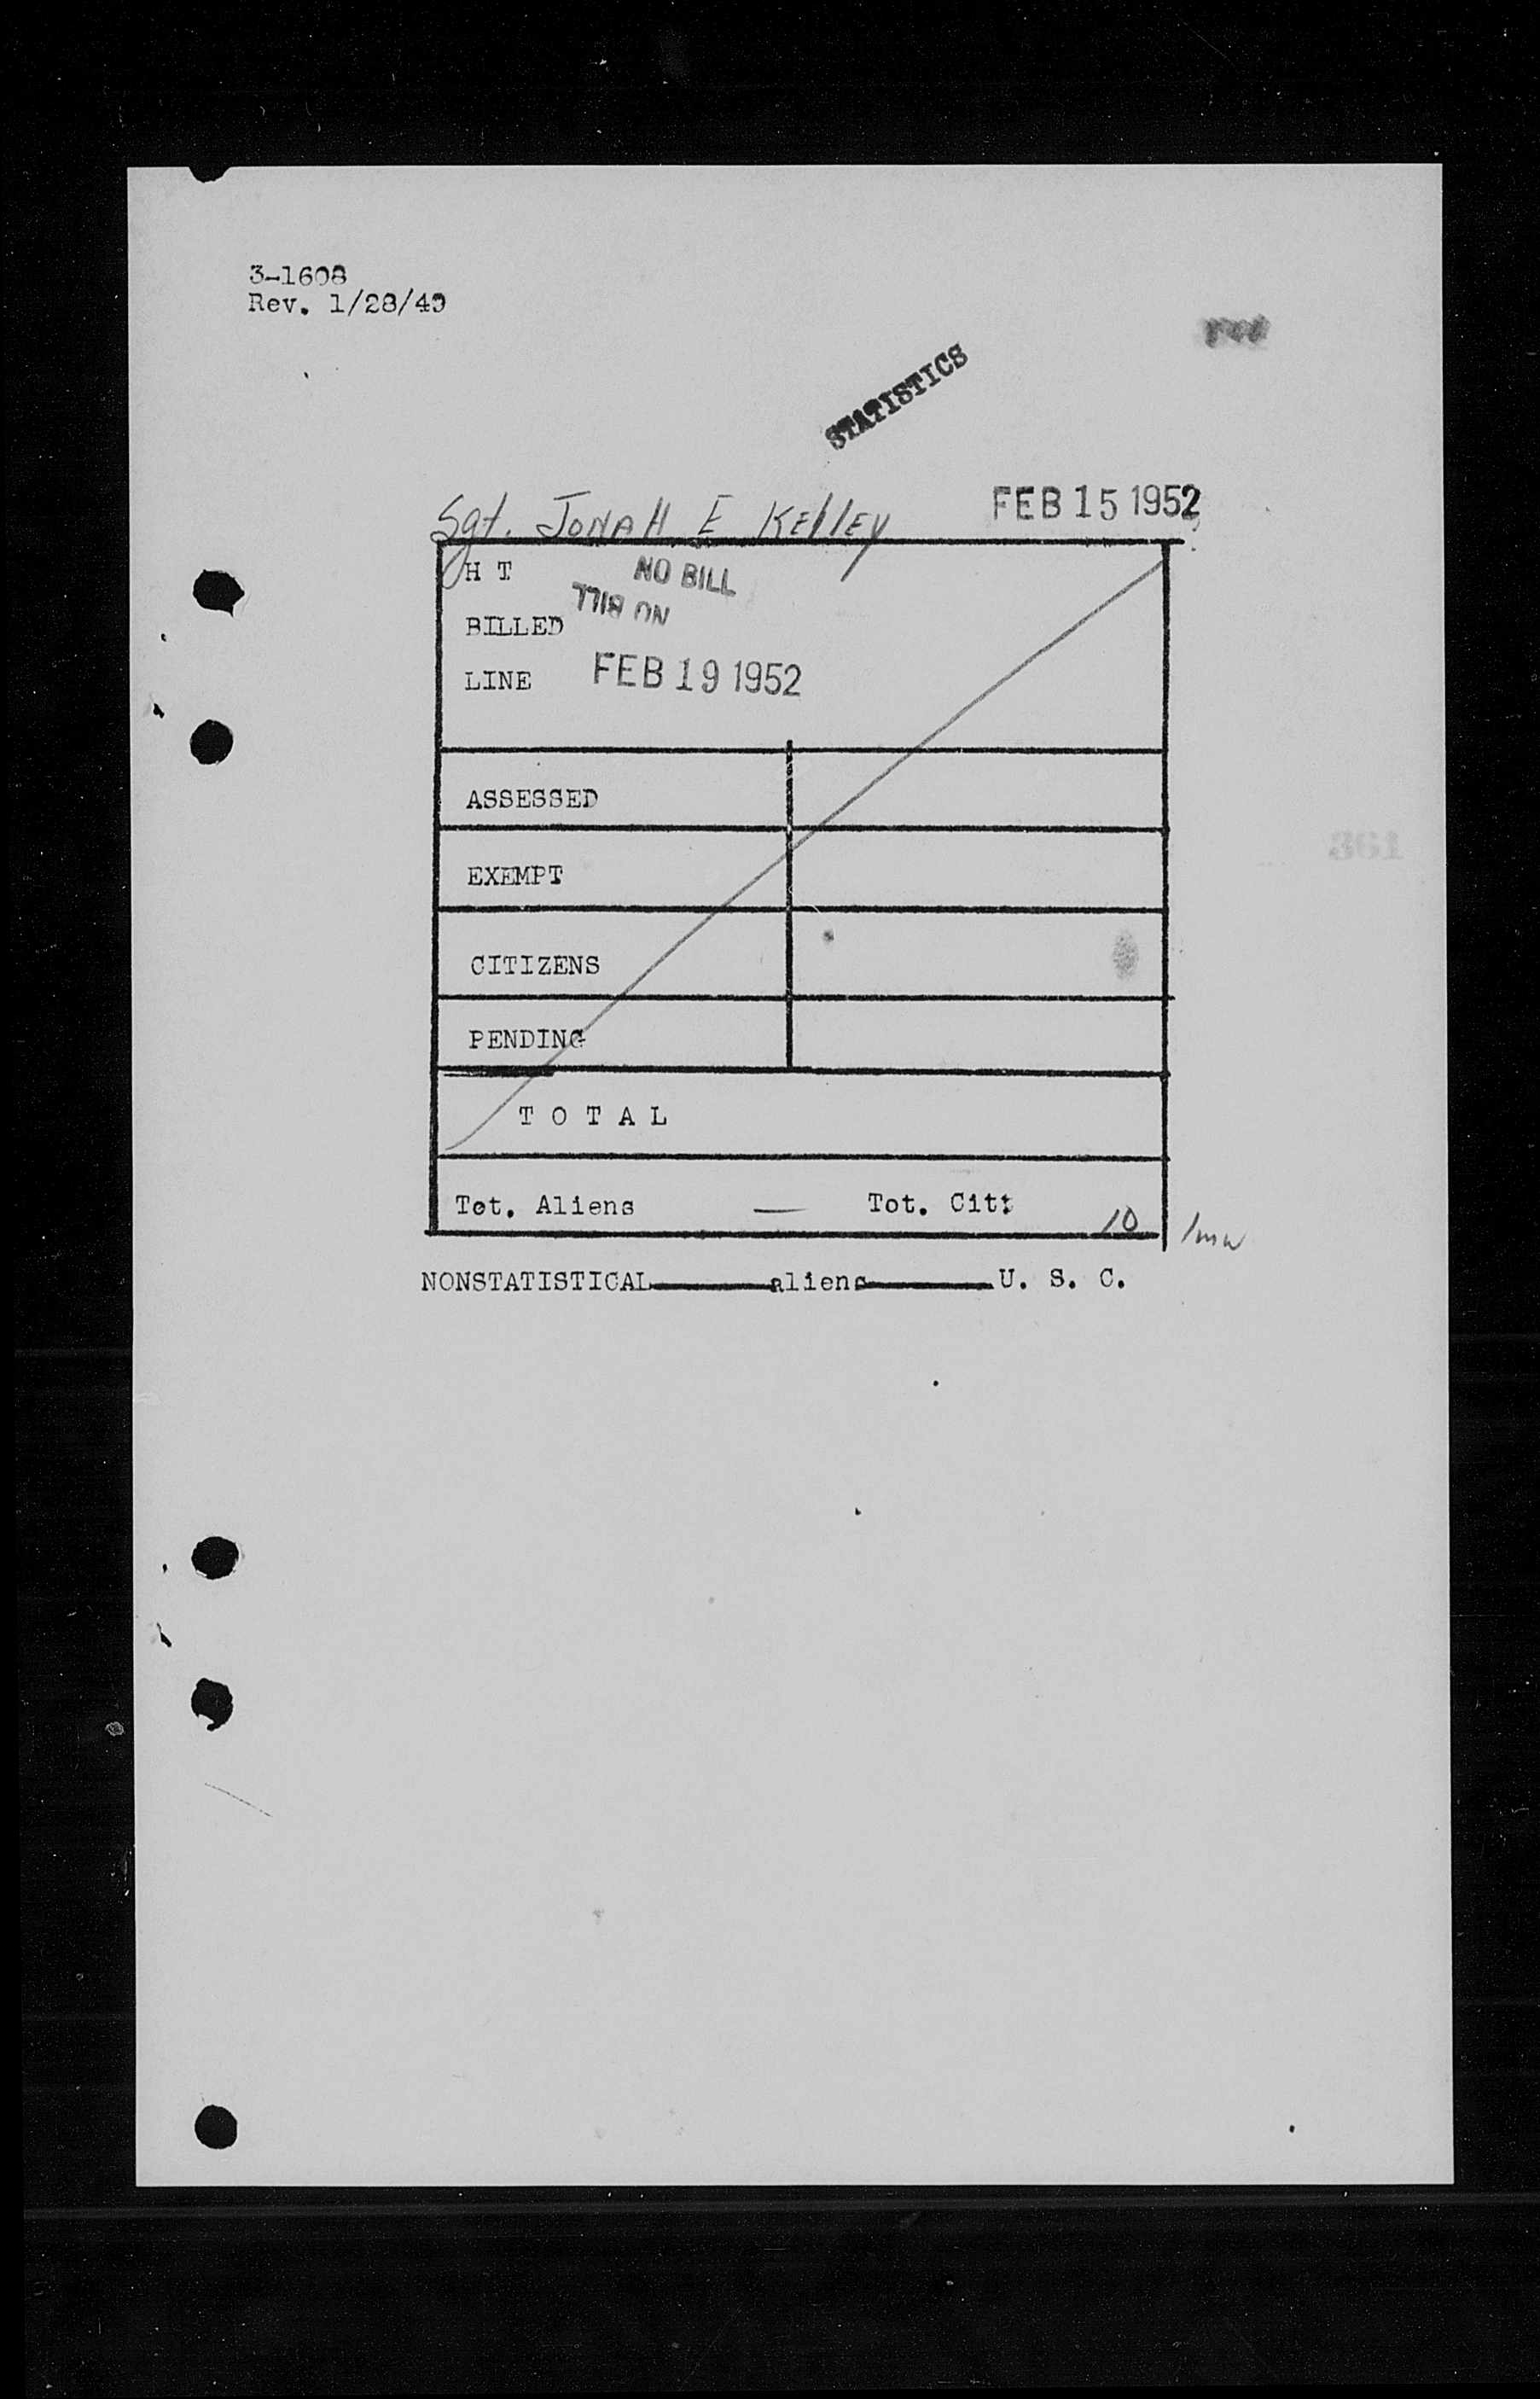 3-1608
Rev. 1/28/49
STATISTICS
Sgt. JONAH E KELLEY FEB 15 1952
H T NO BILL
NO BILL
BILLED
LINE FEB 19 1952
ASSESSED
EXEMPT
CITIZENS
PENDING
T O T A L
Tot. Aliens — Tot. Citz 10
NONSTATISTICAL aliens U. S. C.
361